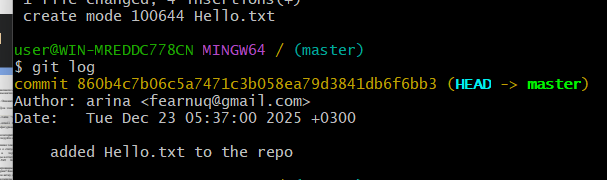 1 file changed, 4 insertions(+)
create mode 100644 Hello.txt
user@WIN-MREDDC778CN MINGW64 / (master)
$ git log
commit 860b4c7b06c5a7471c3b058ea79d3841db6f6bb3 (HEAD -> master)
Author: arina <fearnuq@gmail.com>
Date:   Tue Dec 23 05:37:00 2025 +0300
added Hello.txt to the repo